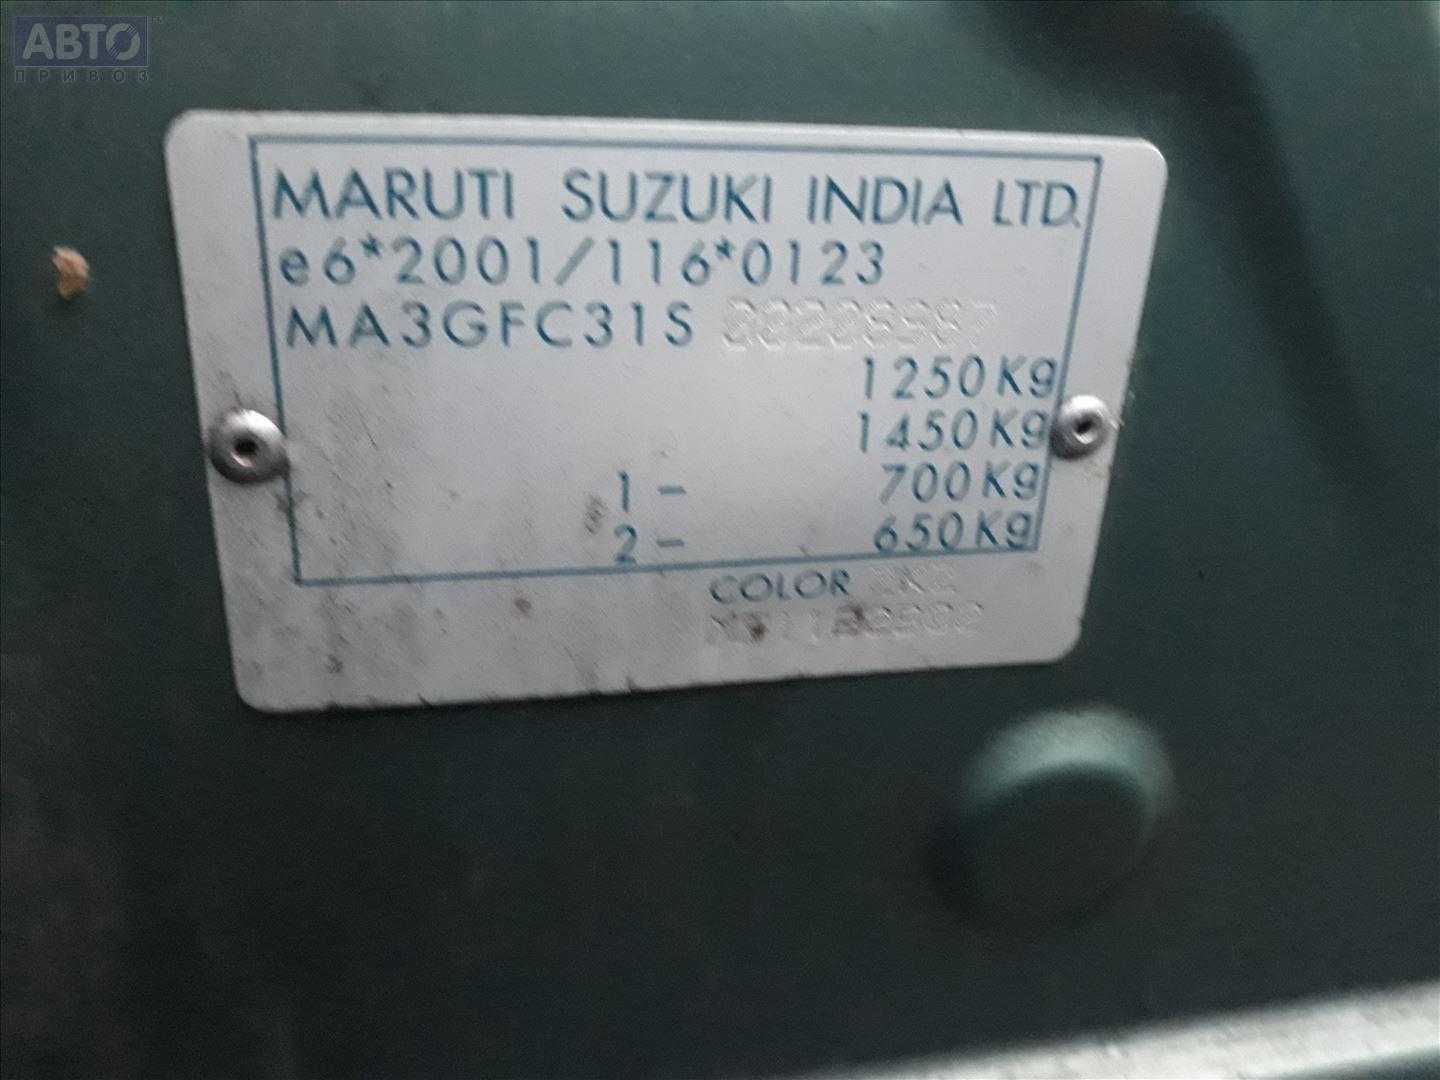 АВТО
ПРИВОЗ
MARUTI SUZUKI INDIA LTD.
e6*2001/116*0123
MA3GFC31S
1250Kg
1450Kg
1 - 700Kg
2 - 650Kg
COLOR